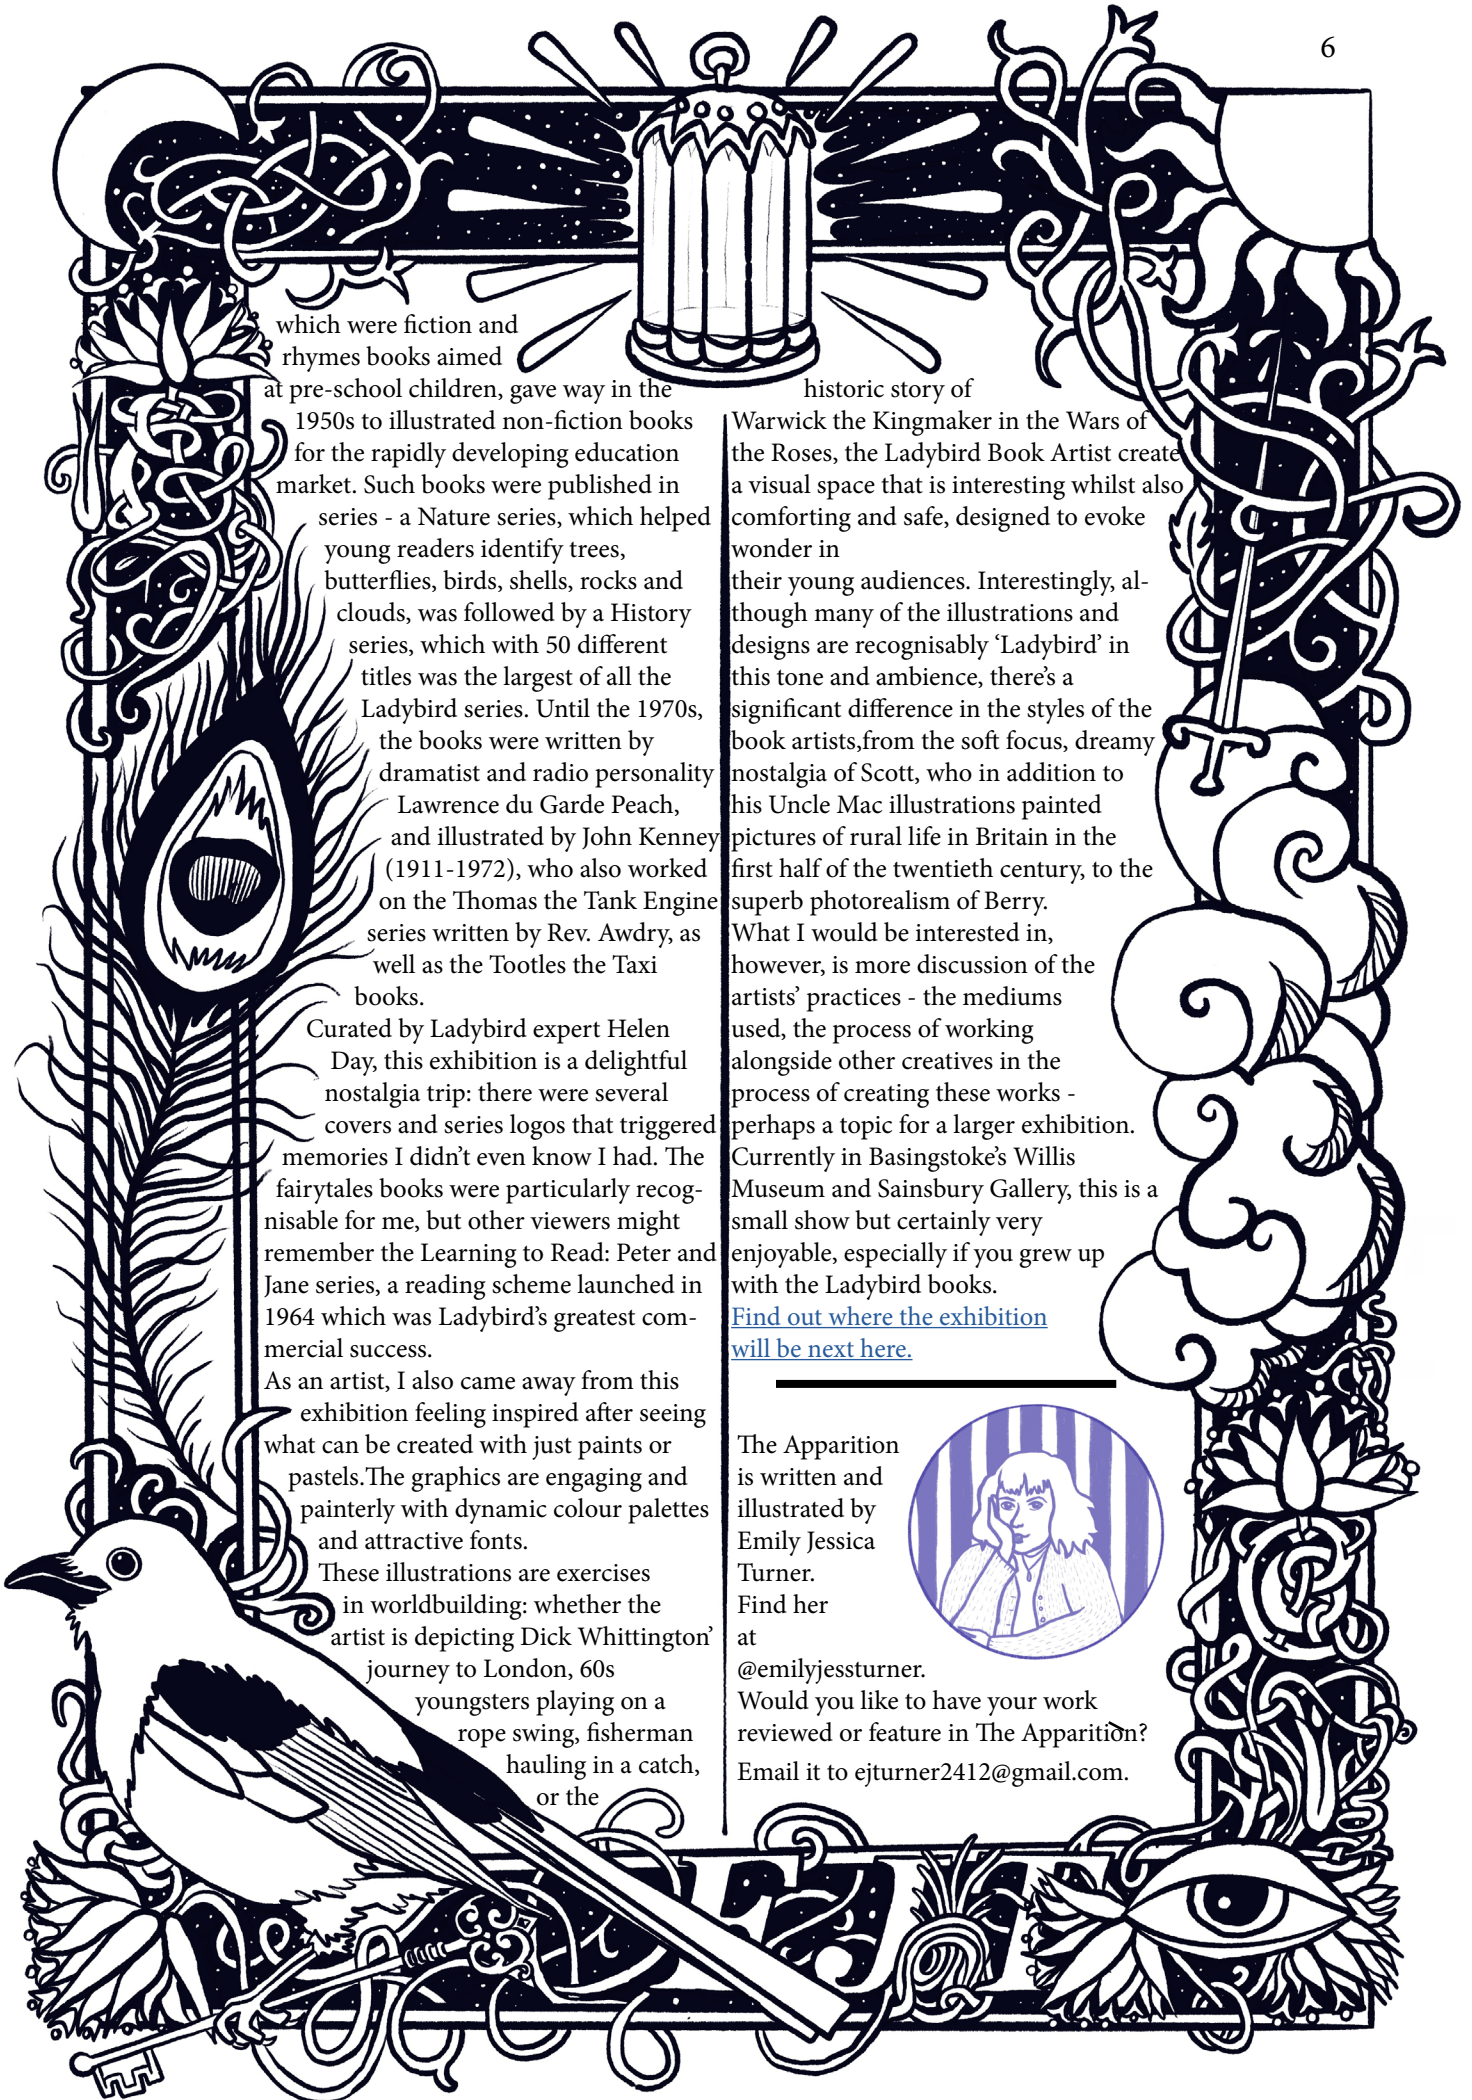 6
which were fiction and
rhymes books aimed
at pre-school children, gave way in the
1950s to illustrated non-fiction books
for the rapidly developing education
market. Such books were published in
series - a Nature series, which helped
young readers identify trees,
butterflies, birds, shells, rocks and
clouds, was followed by a History
series, which with 50 different
titles was the largest of all the
Ladybird series. Until the 1970s,
the books were written by
dramatist and radio personality
Lawrence du Garde Peach,
and illustrated by John Kenney
(1911-1972), who also worked
on the Thomas the Tank Engine
series written by Rev. Awdry, as
well as the Tootles the Taxi
books.
Curated by Ladybird expert Helen
Day, this exhibition is a delightful
nostalgia trip: there were several
covers and series logos that triggered
memories I didn't even know I had. The
fairytales books were particularly recog-
nisable for me, but other viewers might
remember the Learning to Read: Peter and
Jane series, a reading scheme launched in
1964 which was Ladybird's greatest com-
mercial success.
As an artist, I also came away from this
exhibition feeling inspired after seeing
what can be created with just paints or
pastels.The graphics are engaging and
painterly with dynamic colour palettes
and attractive fonts.
These illustrations are exercises
in worldbuilding: whether the
artist is depicting Dick Whittington'
journey to London, 60s
youngsters playing on a
rope swing, fisherman
hauling in a catch,
or the
historic story of
Warwick the Kingmaker in the Wars of
the Roses, the Ladybird Book Artist create
a visual space that is interesting whilst also
comforting and safe, designed to evoke
wonder in
their young audiences. Interestingly, al-
though many of the illustrations and
designs are recognisably ‘Ladybird’ in
this tone and ambience, there's a
significant difference in the styles of the
book artists,from the soft focus, dreamy
nostalgia of Scott, who in addition to
his Uncle Mac illustrations painted
pictures of rural life in Britain in the
first half of the twentieth century, to the
superb photorealism of Berry.
What I would be interested in,
however, is more discussion of the
artists' practices - the mediums
used, the process of working
alongside other creatives in the
process of creating these works -
perhaps a topic for a larger exhibition.
Currently in Basingstoke's Willis
Museum and Sainsbury Gallery, this is a
small show but certainly very
enjoyable, especially if you grew up
with the Ladybird books.
Find out where the exhibition
will be next here.
The Apparition
is written and
illustrated by
Emily Jessica
Turner.
Find her
at
@emilyjessturner.
Would you like to have your work
reviewed or feature in The Apparition?
Email it to ejturner2412@gmail.com.